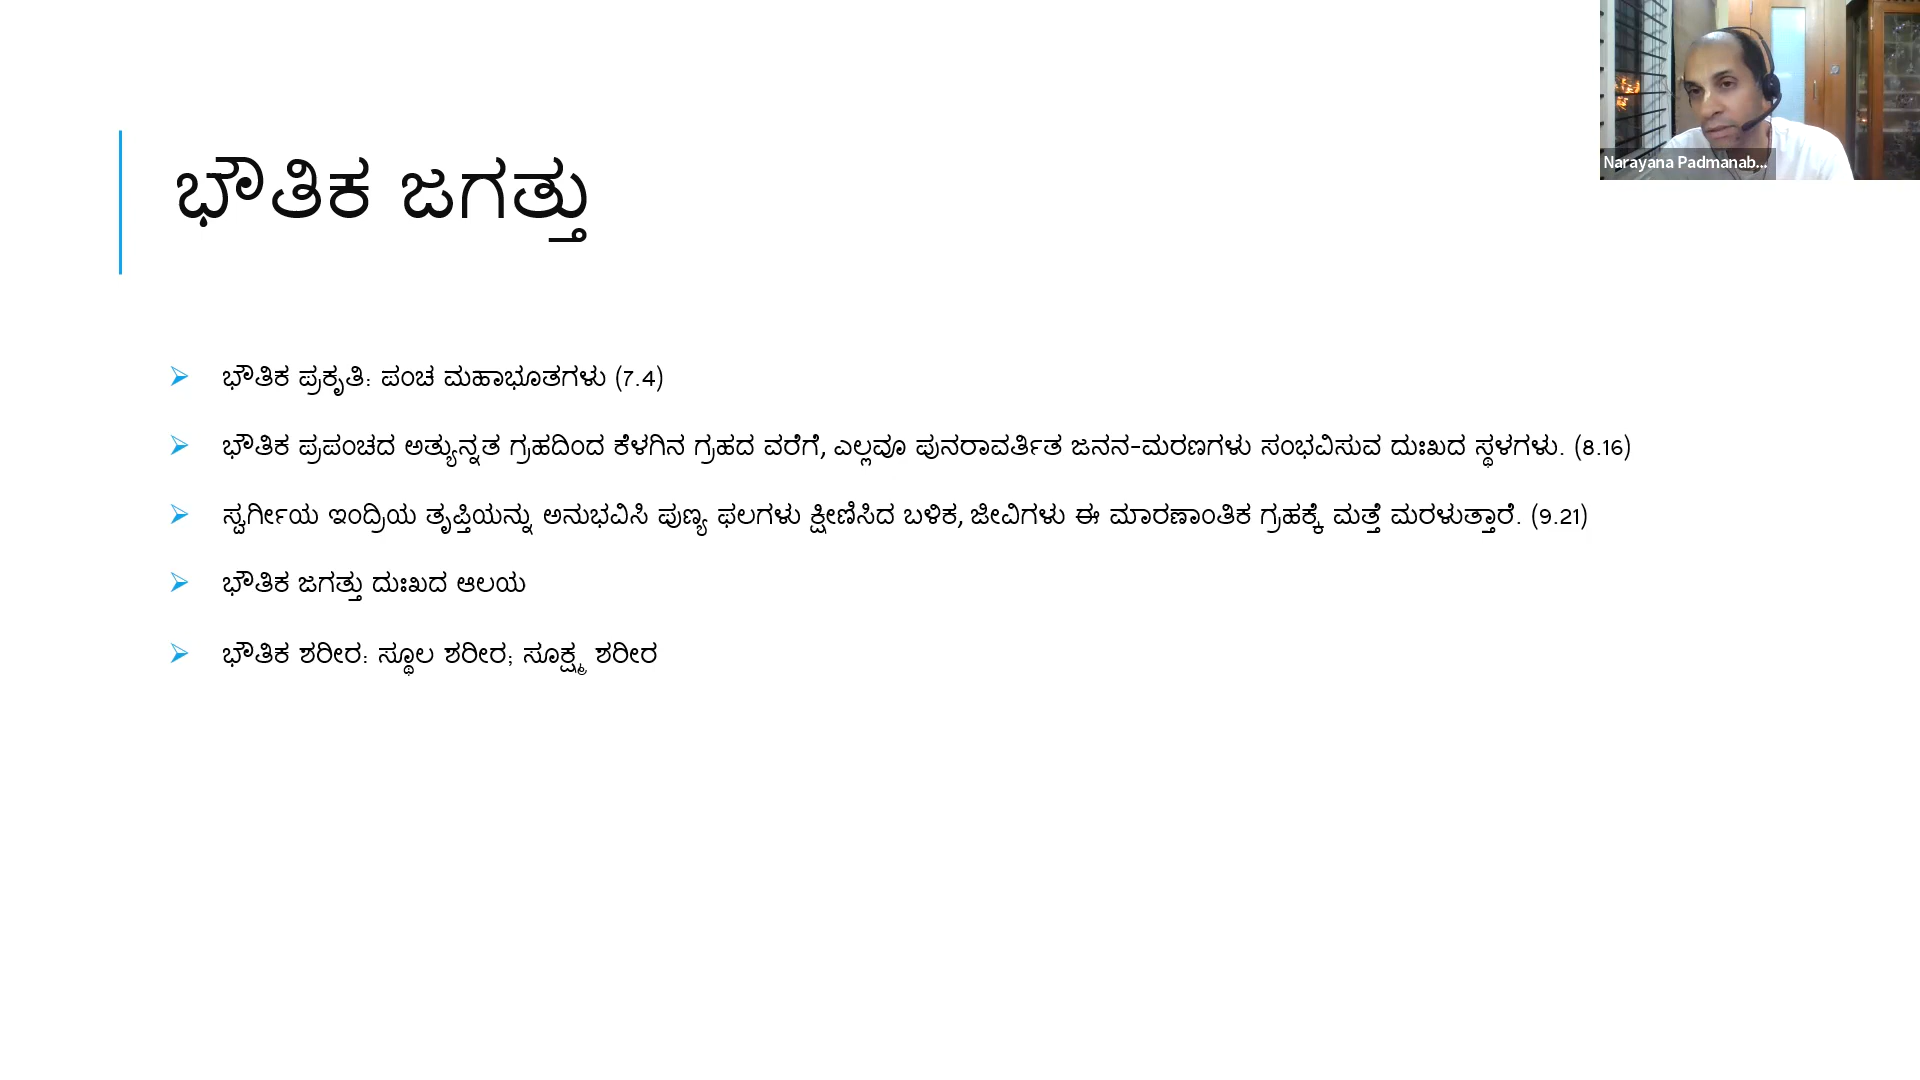 ಭೌತಿಕ ಜಗತ್ತು
Narayana Padmanab...
ಭೌತಿಕ ಪ್ರಕೃತಿ: ಪಂಚ ಮಹಾಭೂತಗಳು (7.4)
ಭೌತಿಕ ಪ್ರಪಂಚದ ಅತ್ಯುನ್ನತ ಗ್ರಹದಿಂದ ಕೆಳಗಿನ ಗ್ರಹದ ವರೆಗೆ, ಎಲ್ಲವೂ ಪುನರಾವರ್ತಿತ ಜನನ-ಮರಣಗಳು ಸಂಭವಿಸುವ ದುಃಖದ ಸ್ಥಳಗಳು. (8.16)
ಸ್ವರ್ಗೀಯ ಇಂದ್ರಿಯ ತೃಪ್ತಿಯನ್ನು ಅನುಭವಿಸಿ ಪುಣ್ಯ ಫಲಗಳು ಕ್ಷೀಣಿಸಿದ ಬಳಿಕ, ಜೀವಿಗಳು ಈ ಮಾರಣಾಂತಿಕ ಗ್ರಹಕ್ಕೆ ಮತ್ತೆ ಮರಳುತ್ತಾರೆ. (9.21)
ಭೌತಿಕ ಜಗತ್ತು ದುಃಖದ ಆಲಯ
ಭೌತಿಕ ಶರೀರ: ಸ್ಥೂಲ ಶರೀರ; ಸೂಕ್ಷ್ಮ ಶರೀರ